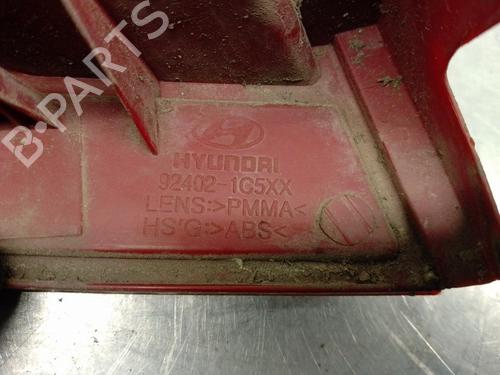 B-PARTS
HYUNDAI
92402-1C5XX
LENS:>PMMA<
HS'G:>ABS<